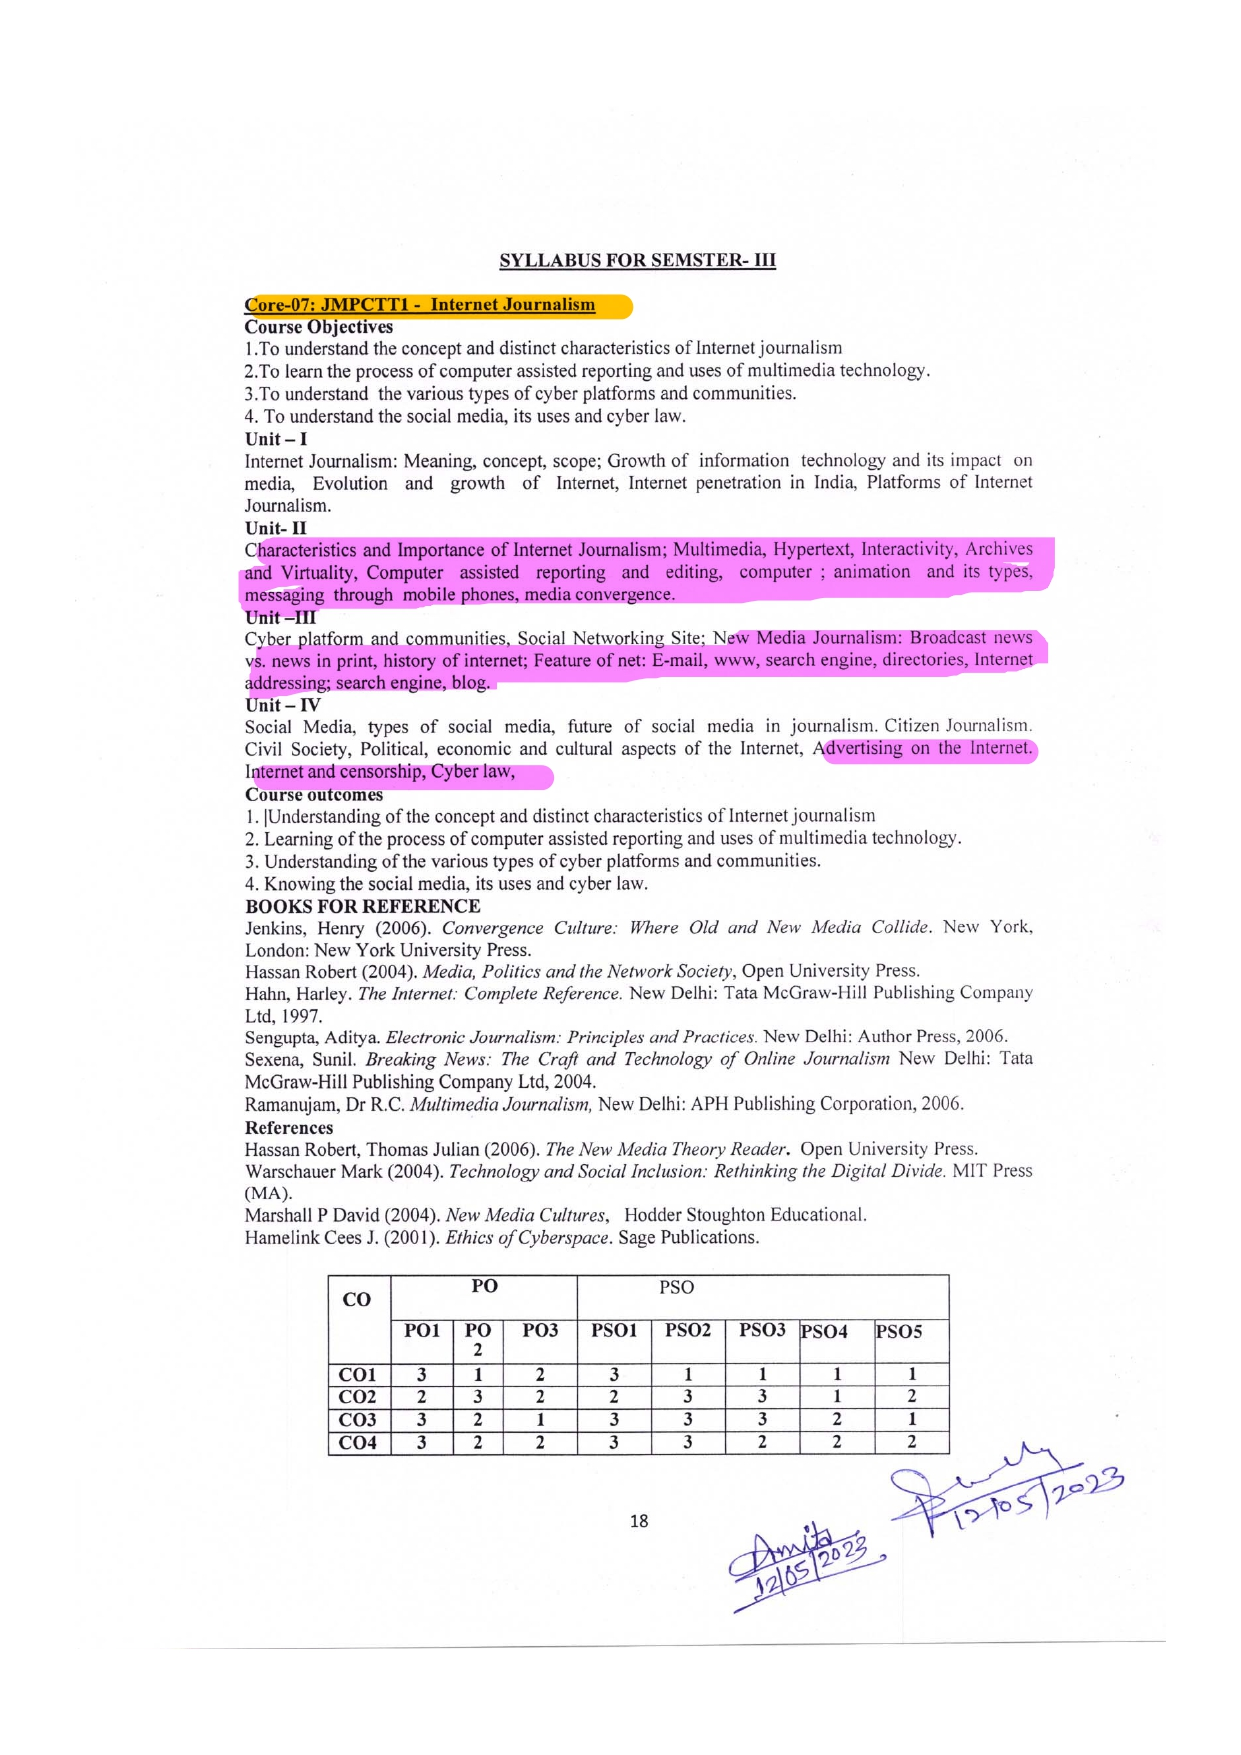 SYLLABUS FOR SEMSTER- III
Core-07: JMPCTT1 - Internet Journalism
Course Objectives
1.To understand the concept and distinct characteristics of Internet journalism
2.To learn the process of computer assisted reporting and uses of multimedia technology.
3.To understand the various types of cyber platforms and communities.
4. To understand the social media, its uses and cyber law.
Unit – I
Internet Journalism: Meaning, concept, scope; Growth of information technology and its impact on
media, Evolution and growth of Internet, Internet penetration in India, Platforms of Internet
Journalism.
Unit- II
Characteristics and Importance of Internet Journalism; Multimedia, Hypertext, Interactivity, Archives
and Virtuality, Computer assisted reporting and editing, computer ; animation and its types,
messaging through mobile phones, media convergence.
Unit –III
Cyber platform and communities, Social Networking Site; New Media Journalism: Broadcast news
vs. news in print, history of internet; Feature of net: E-mail, www, search engine, directories, Internet
addressing; search engine, blog.
Unit – IV
Social Media, types of social media, future of social media in journalism. Citizen Journalism.
Civil Society, Political, economic and cultural aspects of the Internet, Advertising on the Internet.
Internet and censorship, Cyber law,
Course outcomes
1. |Understanding of the concept and distinct characteristics of Internet journalism
2. Learning of the process of computer assisted reporting and uses of multimedia technology.
3. Understanding of the various types of cyber platforms and communities.
4. Knowing the social media, its uses and cyber law.
BOOKS FOR REFERENCE
Jenkins, Henry (2006). Convergence Culture: Where Old and New Media Collide. New York,
London: New York University Press.
Hassan Robert (2004). Media, Politics and the Network Society, Open University Press.
Hahn, Harley. The Internet: Complete Reference. New Delhi: Tata McGraw-Hill Publishing Company
Ltd, 1997.
Sengupta, Aditya. Electronic Journalism: Principles and Practices. New Delhi: Author Press, 2006.
Sexena, Sunil. Breaking News: The Craft and Technology of Online Journalism New Delhi: Tata
McGraw-Hill Publishing Company Ltd, 2004.
Ramanujam, Dr R.C. Multimedia Journalism, New Delhi: APH Publishing Corporation, 2006.
References
Hassan Robert, Thomas Julian (2006). The New Media Theory Reader. Open University Press.
Warschauer Mark (2004). Technology and Social Inclusion: Rethinking the Digital Divide. MIT Press
(MA).
Marshall P David (2004). New Media Cultures, Hodder Stoughton Educational.
Hamelink Cees J. (2001). Ethics of Cyberspace. Sage Publications.
CO PO PSO
PO1 PO 2 PO3 PSO1 PSO2 PSO3 PSO4 PSO5
CO1 3 1 2 3 1 1 1 1
CO2 2 3 2 2 3 3 1 2
CO3 3 2 1 3 3 3 2 1
CO4 3 2 2 3 3 2 2 2
12/05/2023
18
Amita
12/05/2023